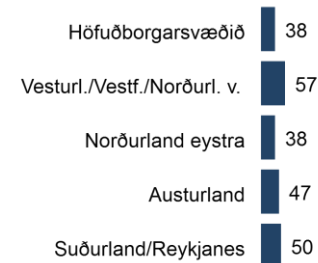 Höfuðborgarsvæðið 38
Vesturl./Vestf./Norðurl. v. 57
Norðurland eystra 38
Austurland 47
Suðurland/Reykjanes 50